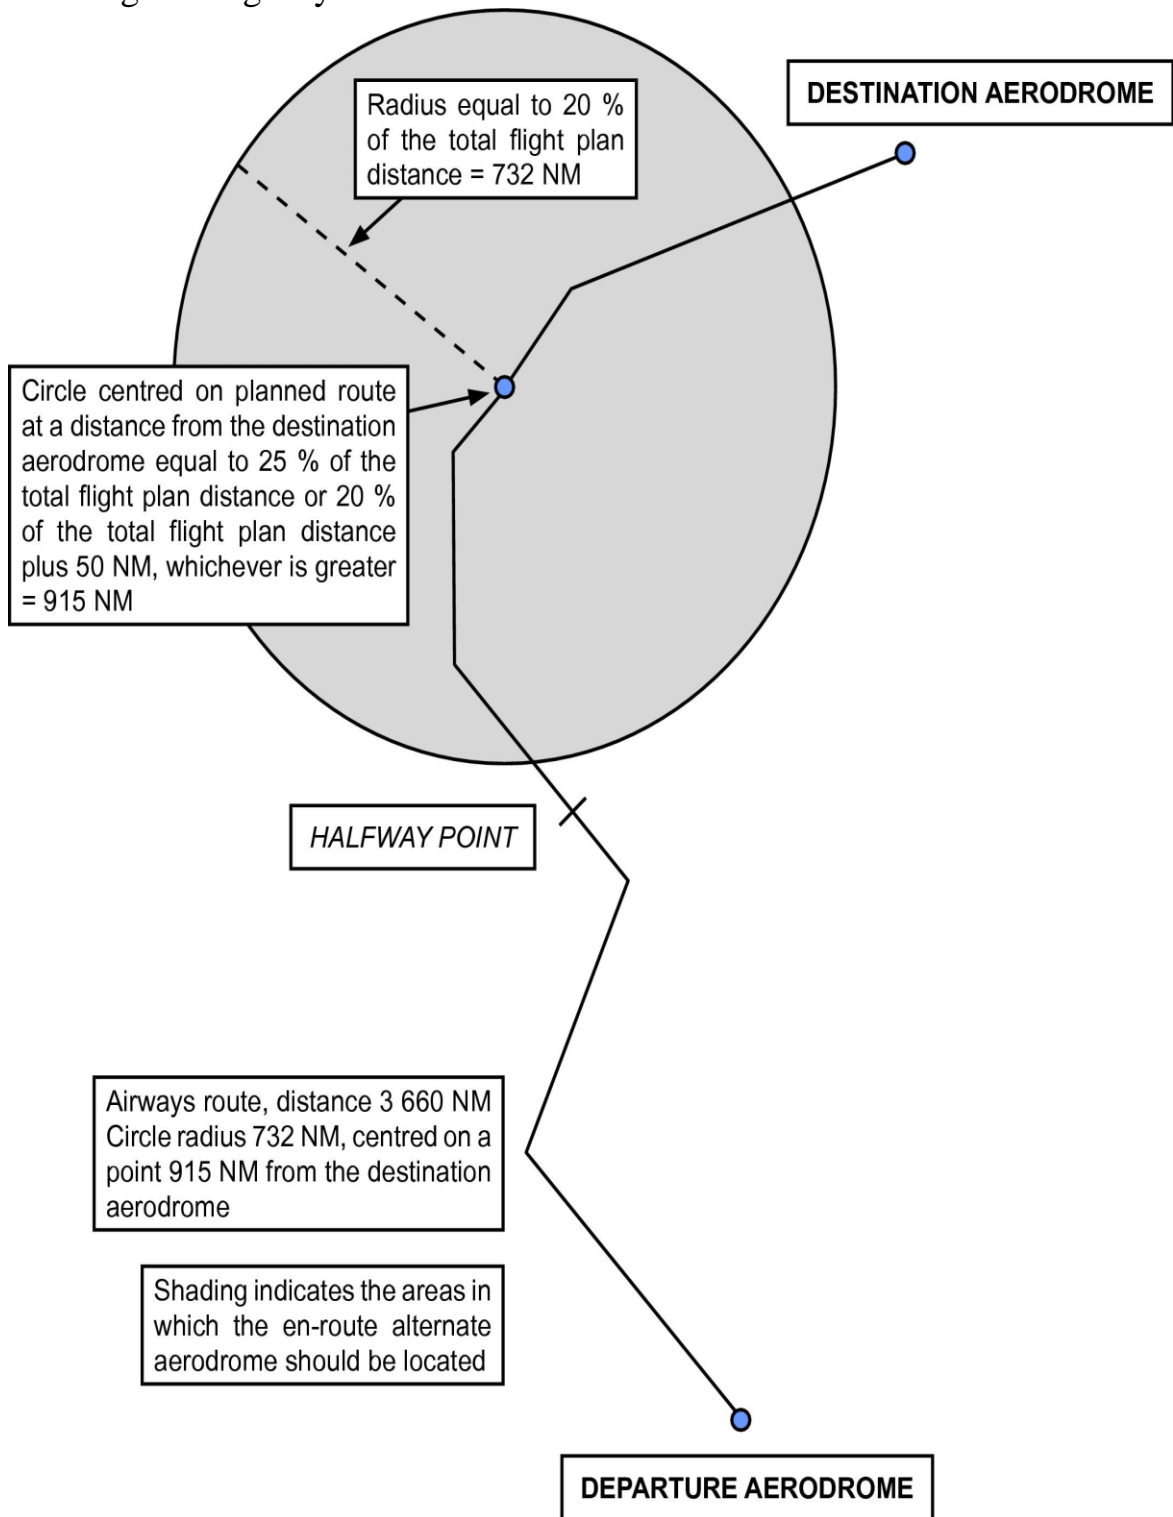 Radius equal to 20 %
of the total flight plan
distance = 732 NM
DESTINATION AERODROME
Circle centred on planned route
at a distance from the destination
aerodrome equal to 25 % of the
total flight plan distance or 20 %
of the total flight plan distance
plus 50 NM, whichever is greater
= 915 NM
HALFWAY POINT
Airways route, distance 3 660 NM
Circle radius 732 NM, centred on a
point 915 NM from the destination
aerodrome
Shading indicates the areas in
which the en-route alternate
aerodrome should be located
DEPARTURE AERODROME